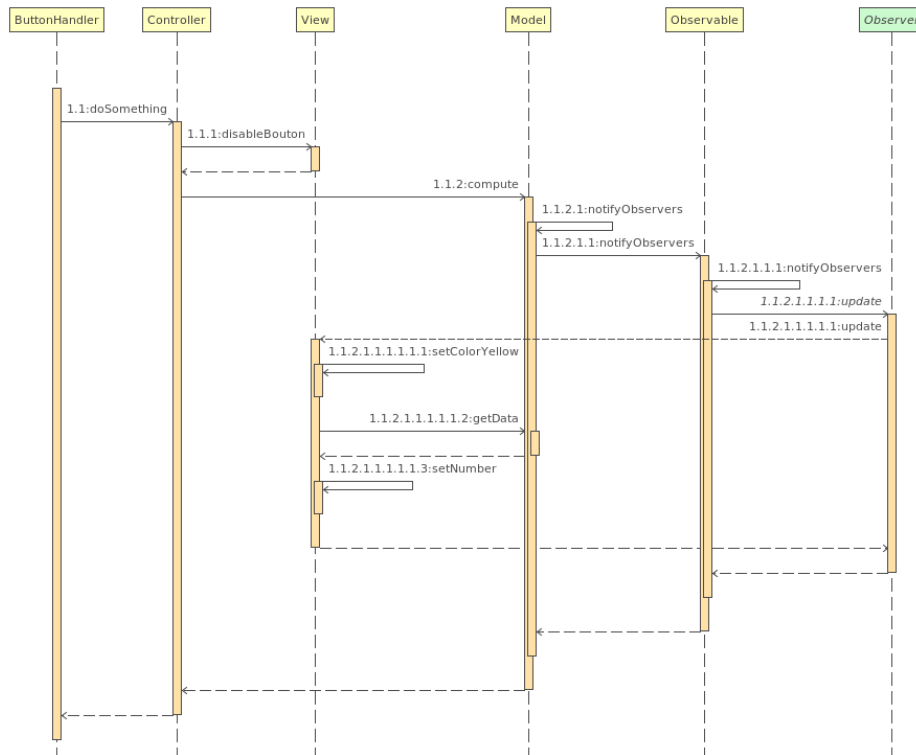 ButtonHandler
Controller
View
Model
Observable
Observer
1.1:doSomething
1.1.1:disableBouton
1.1.2:compute
1.1.2.1:notifyObservers
1.1.2.1.1:notifyObservers
1.1.2.1.1.1:notifyObservers
1.1.2.1.1.1.1:update
1.1.2.1.1.1.1.1:update
1.1.2.1.1.1.1.1.1:setColorYellow
1.1.2.1.1.1.1.1.2:getData
1.1.2.1.1.1.1.1.3:setNumber